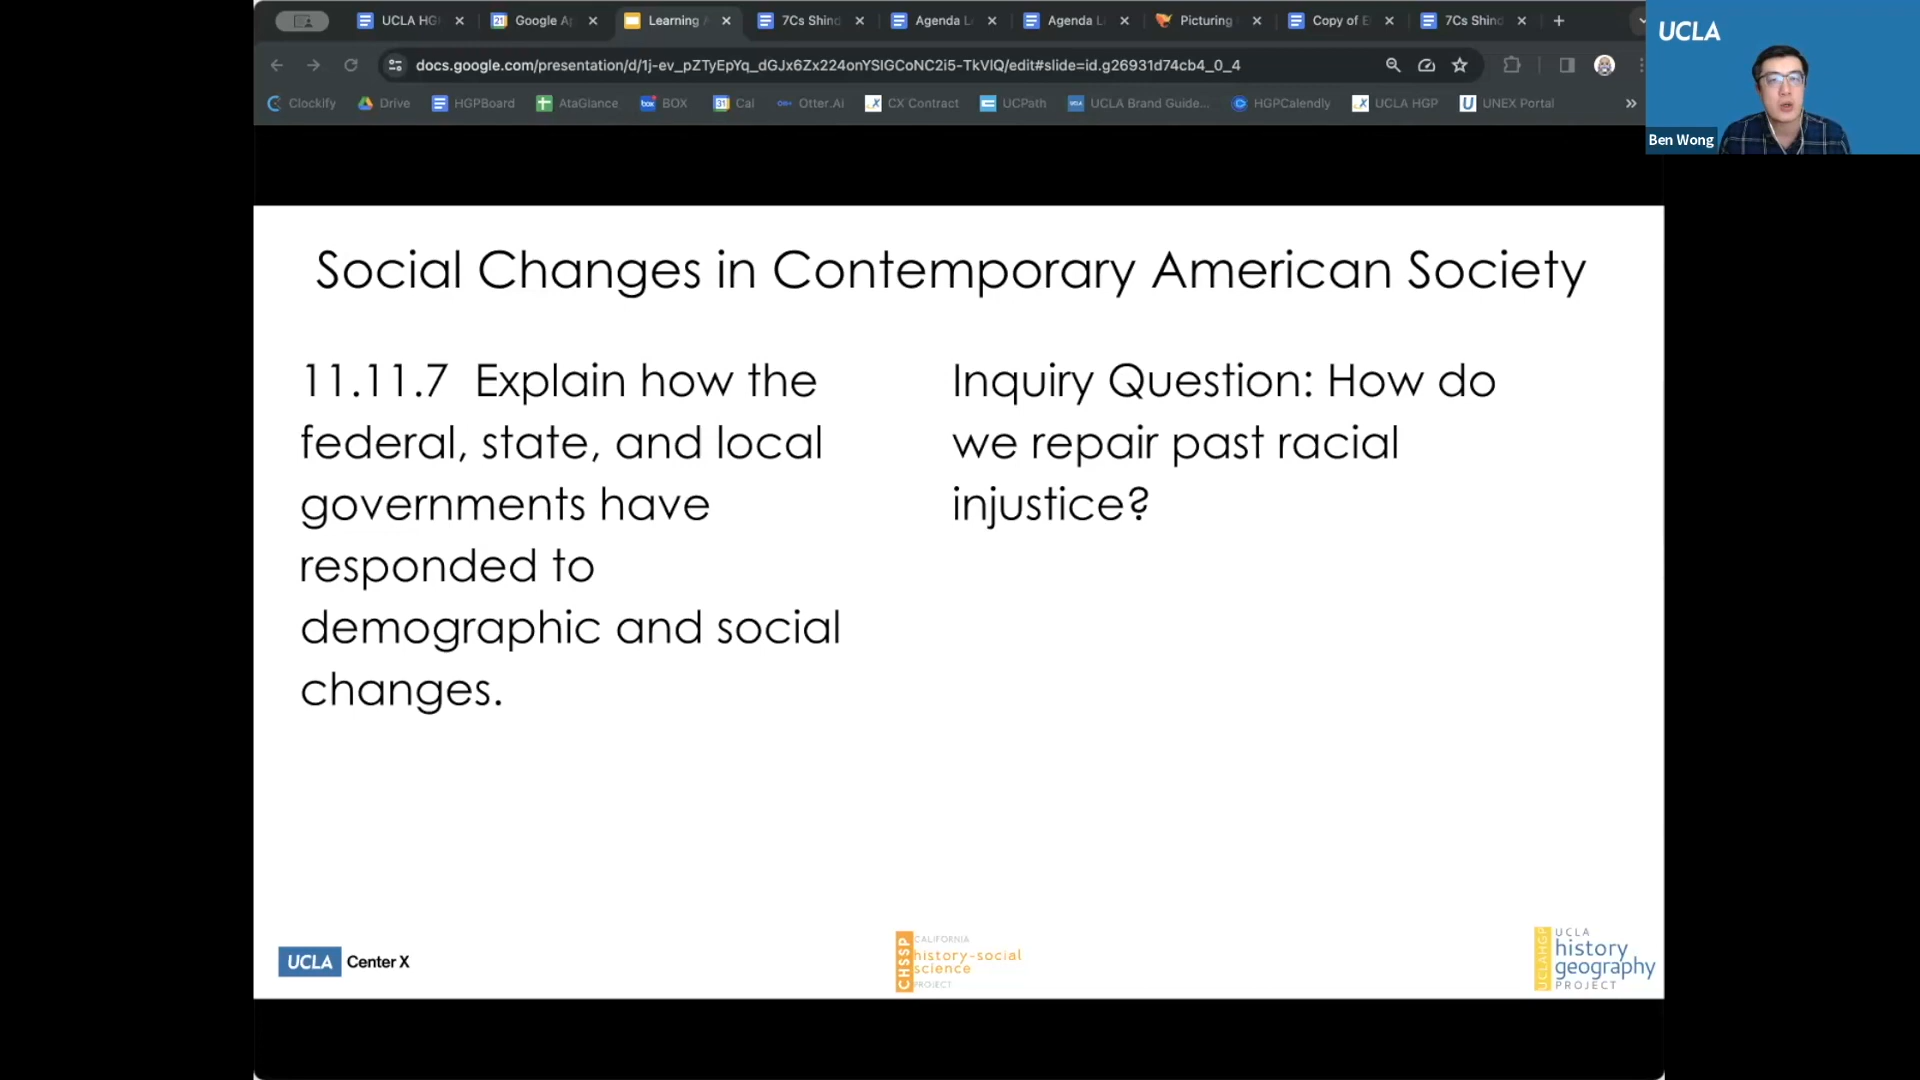 UCLA HG
Google A
Learning
7Cs Shind
Agenda L
Agenda L
Picturing
Copy of E
7Cs Shind
docs.google.com/presentation/d/1j-ev_pZTyEpYq_dGJx6Zx224onYSIGCoNC2i5-TkVlQ/edit#slide=id.g26931d74cb4_0_4
Clockify
Drive
HGPBoard
AtaGlance
BOX
Cal
Otter.Ai
CX Contract
UCPath
UCLA Brand Guide...
HGPCalendly
UCLA HGP
UNEX Portal
»
UCLA
Ben Wong
Social Changes in Contemporary American Society
11.11.7 Explain how the
federal, state, and local
governments have
responded to
demographic and social
changes.
Inquiry Question: How do
we repair past racial
injustice?
UCLA Center X
CHSSP
CALIFORNIA
history-social
science
PROJECT
UCLAHGP
UCLA
history
geography
PROJECT